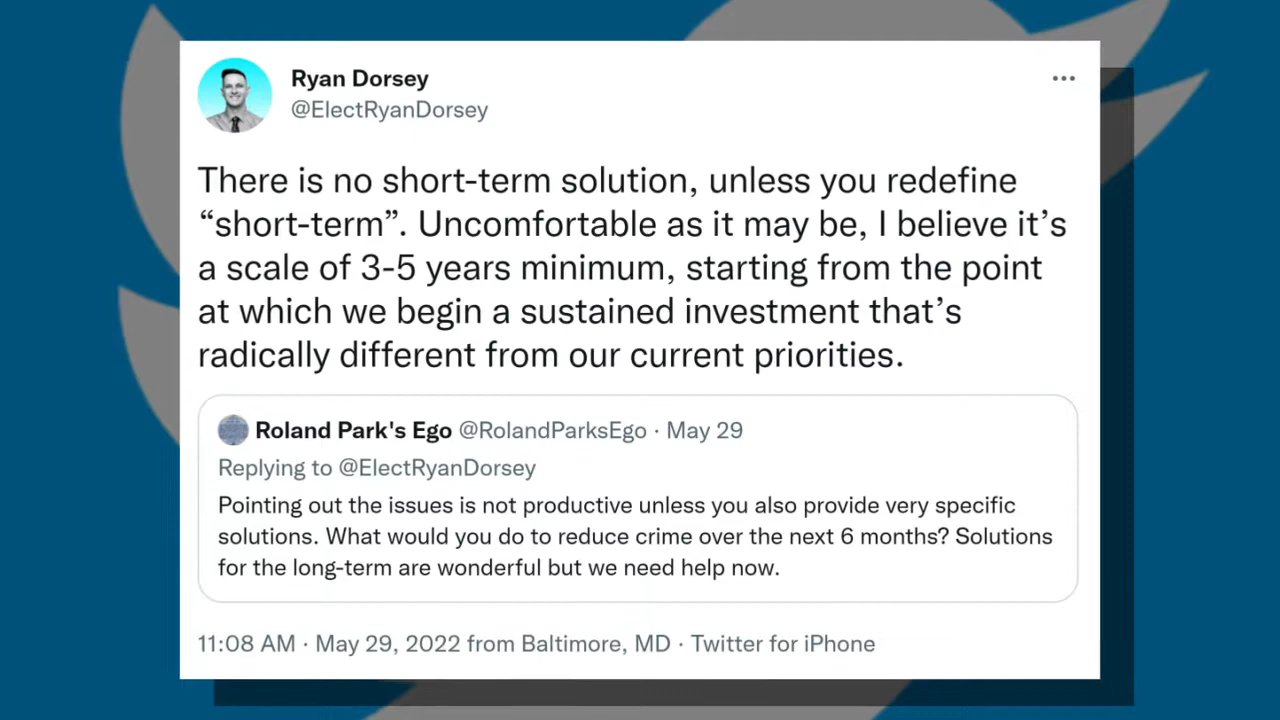 Ryan Dorsey
@ElectRyanDorsey
There is no short-term solution, unless you redefine
“short-term”. Uncomfortable as it may be, I believe it’s
a scale of 3-5 years minimum, starting from the point
at which we begin a sustained investment that’s
radically different from our current priorities.
Roland Park's Ego @RolandParksEgo · May 29
Replying to @ElectRyanDorsey
Pointing out the issues is not productive unless you also provide very specific
solutions. What would you do to reduce crime over the next 6 months? Solutions
for the long-term are wonderful but we need help now.
11:08 AM · May 29, 2022 from Baltimore, MD · Twitter for iPhone